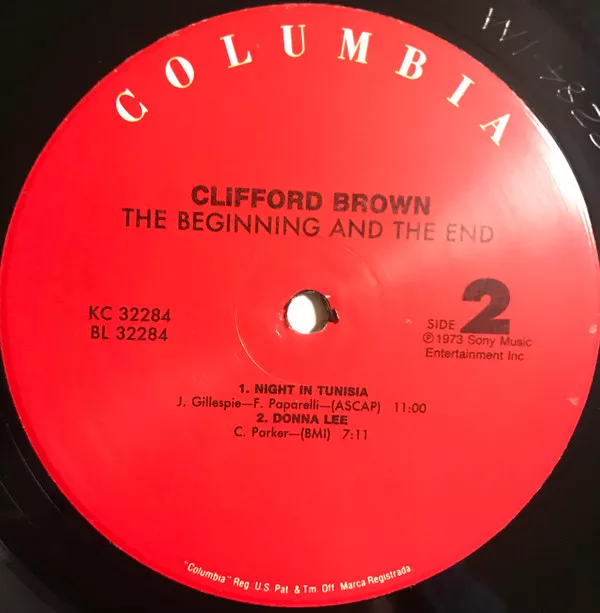 COLUMBIA
CLIFFORD BROWN
THE BEGINNING AND THE END
KC 32284
BL 32284
SIDE 2
℗ 1973 Sony Music
Entertainment Inc
1. NIGHT IN TUNISIA
J. Gillespie—F. Paparelli—(ASCAP) 11:00
2. DONNA LEE
C. Parker—(BMI) 7:11
"Columbia" Reg. U.S. Pat. & Tm. Off. Marca Registrada.